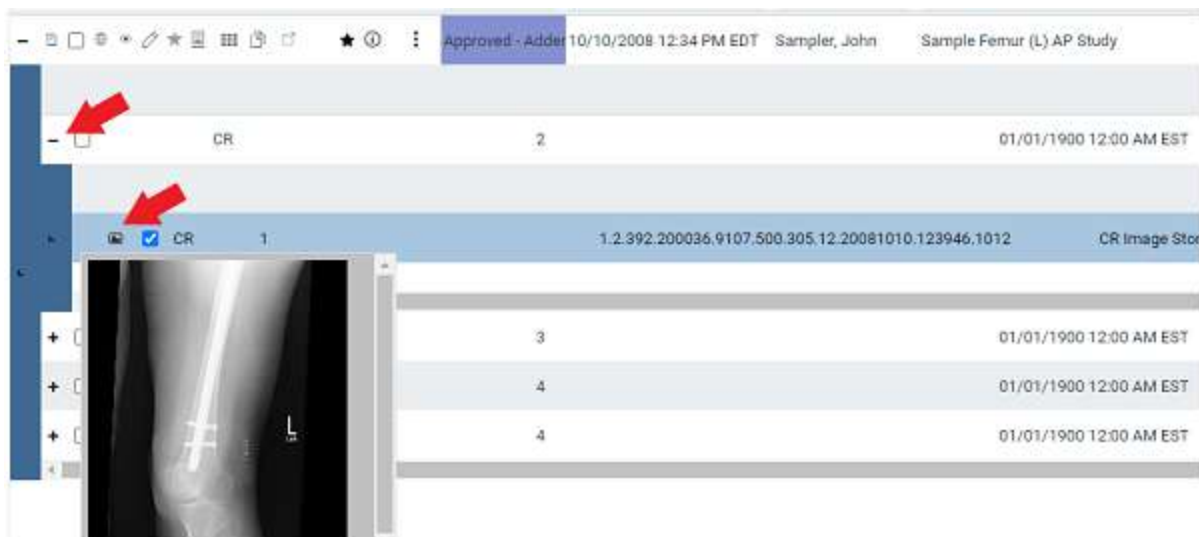 Approved - Adder 10/10/2008 12:34 PM EDT Sampler, John Sample Femur (L) AP Study
CR 2 01/01/1900 12:00 AM EST
CR 1 1.2.392.200036.9107.500.305.12.20081010.123946.1012 CR Image Stor
3 01/01/1900 12:00 AM EST
4 01/01/1900 12:00 AM EST
L
4 01/01/1900 12:00 AM EST